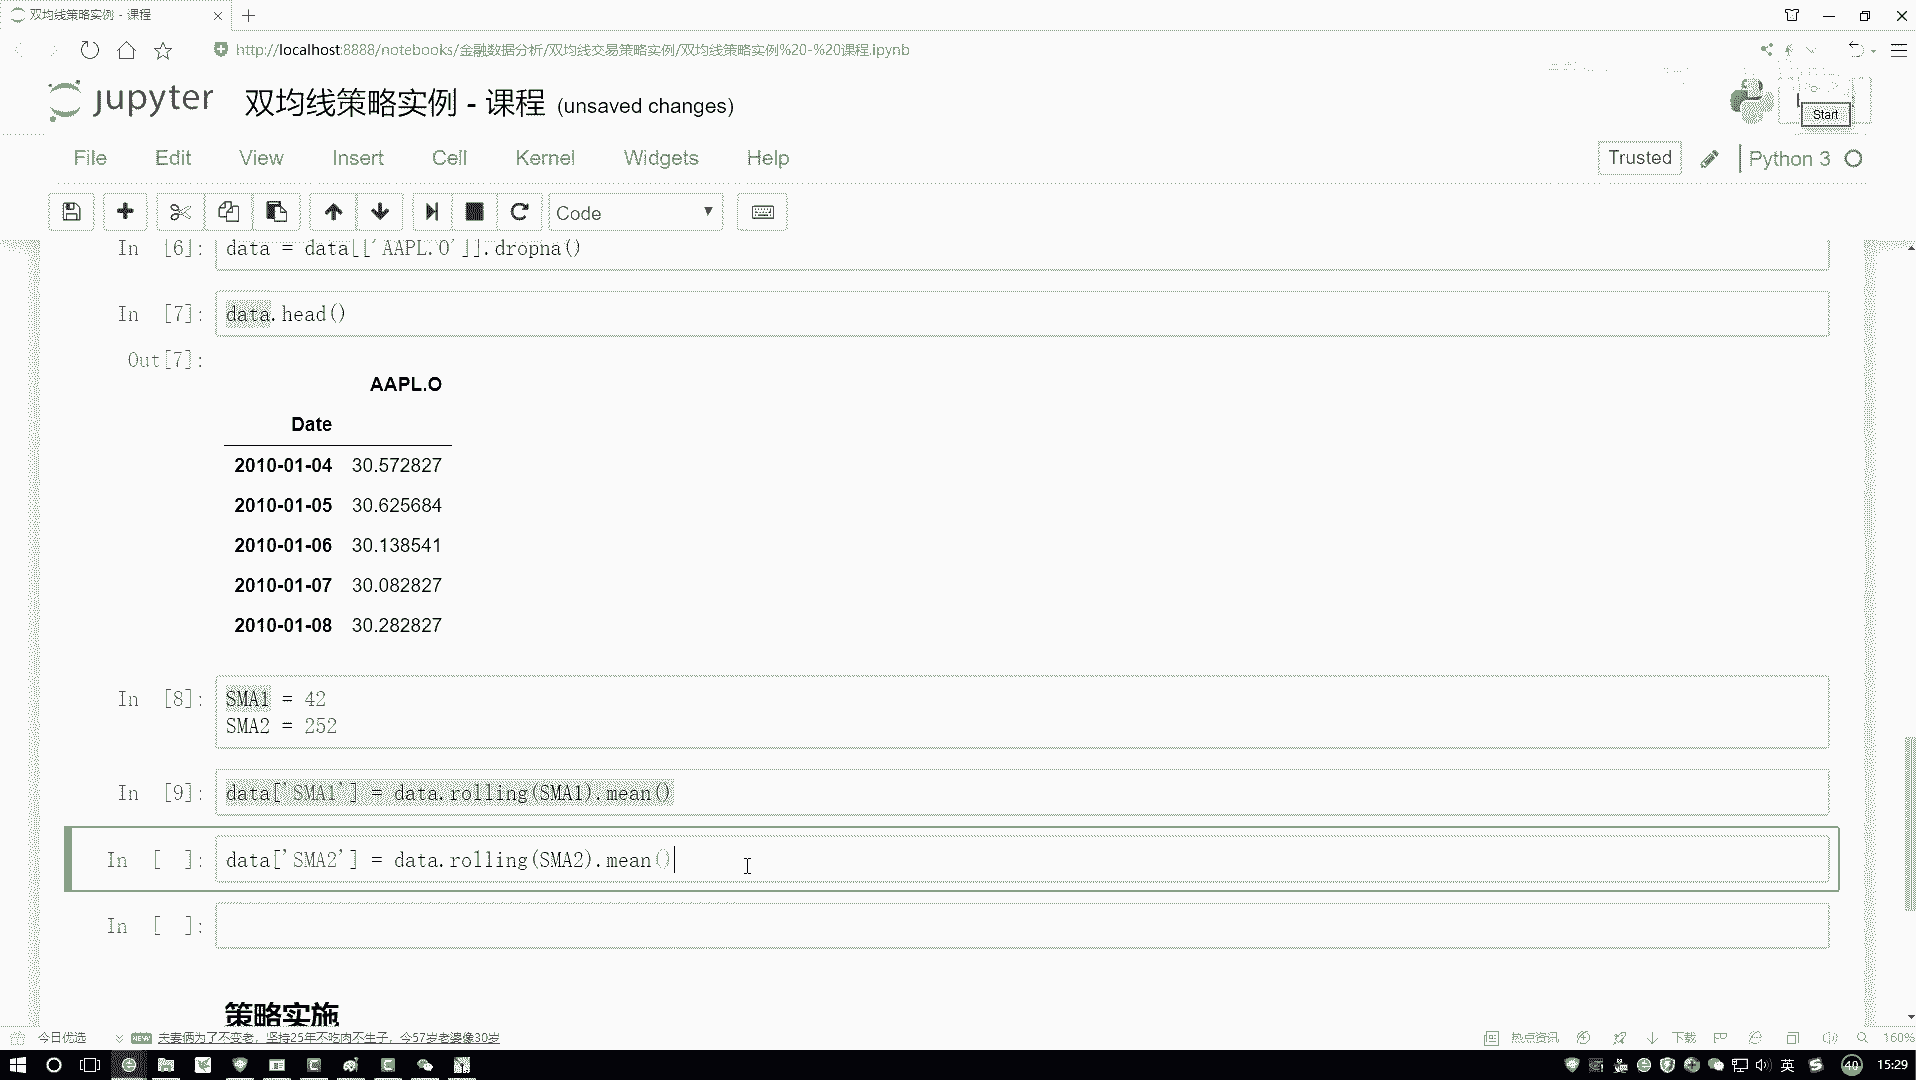 双均线策略实例 - 课程
http://localhost:8888/notebooks/金融数据分析/双均线交易策略实例/双均线策略实例%20-%20课程.ipynb
jupyter 双均线策略实例 - 课程 (unsaved changes)
Start
File Edit View Insert Cell Kernel Widgets Help
Trusted Python 3
Code
In [6]: data = data[['AAPL.O']].dropna()
In [7]: data.head()
Out[7]:
AAPL.O
Date
2010-01-04 30.572827
2010-01-05 30.625684
2010-01-06 30.138541
2010-01-07 30.082827
2010-01-08 30.282827
In [8]: SMA1 = 42
SMA2 = 252
In [9]: data['SMA1'] = data.rolling(SMA1).mean()
In [ ]: data['SMA2'] = data.rolling(SMA2).mean()
In [ ]:
策略实施
今日优选 NEW 夫妻俩为了不变老，坚持25年不吃肉不生子，今57岁老婆像30岁
热点资讯 下载 160%
英 40 15:29